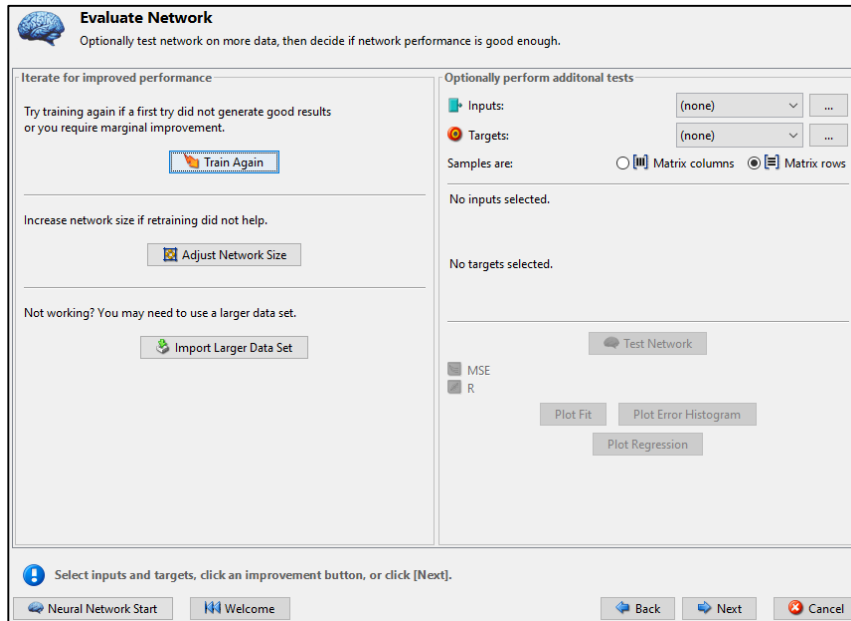 Evaluate Network
Optionally test network on more data, then decide if network performance is good enough.
Iterate for improved performance
Try training again if a first try did not generate good results
or you require marginal improvement.
Train Again
Increase network size if retraining did not help.
Adjust Network Size
Not working? You may need to use a larger data set.
Import Larger Data Set
Optionally perform additonal tests
Inputs: (none) ...
Targets: (none) ...
Samples are: Matrix columns Matrix rows
No inputs selected.
No targets selected.
Test Network
MSE
R
Plot Fit Plot Error Histogram
Plot Regression
Select inputs and targets, click an improvement button, or click [Next].
Neural Network Start Welcome Back Next Cancel